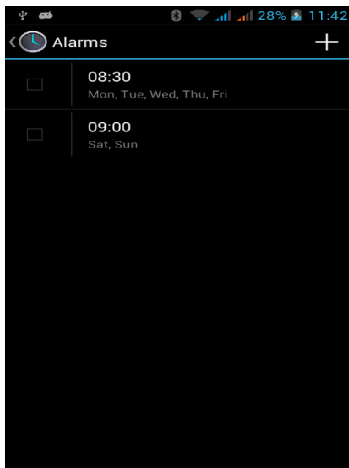 28% 11:42
Alarms
08:30
Mon, Tue, Wed, Thu, Fri
09:00
Sat, Sun